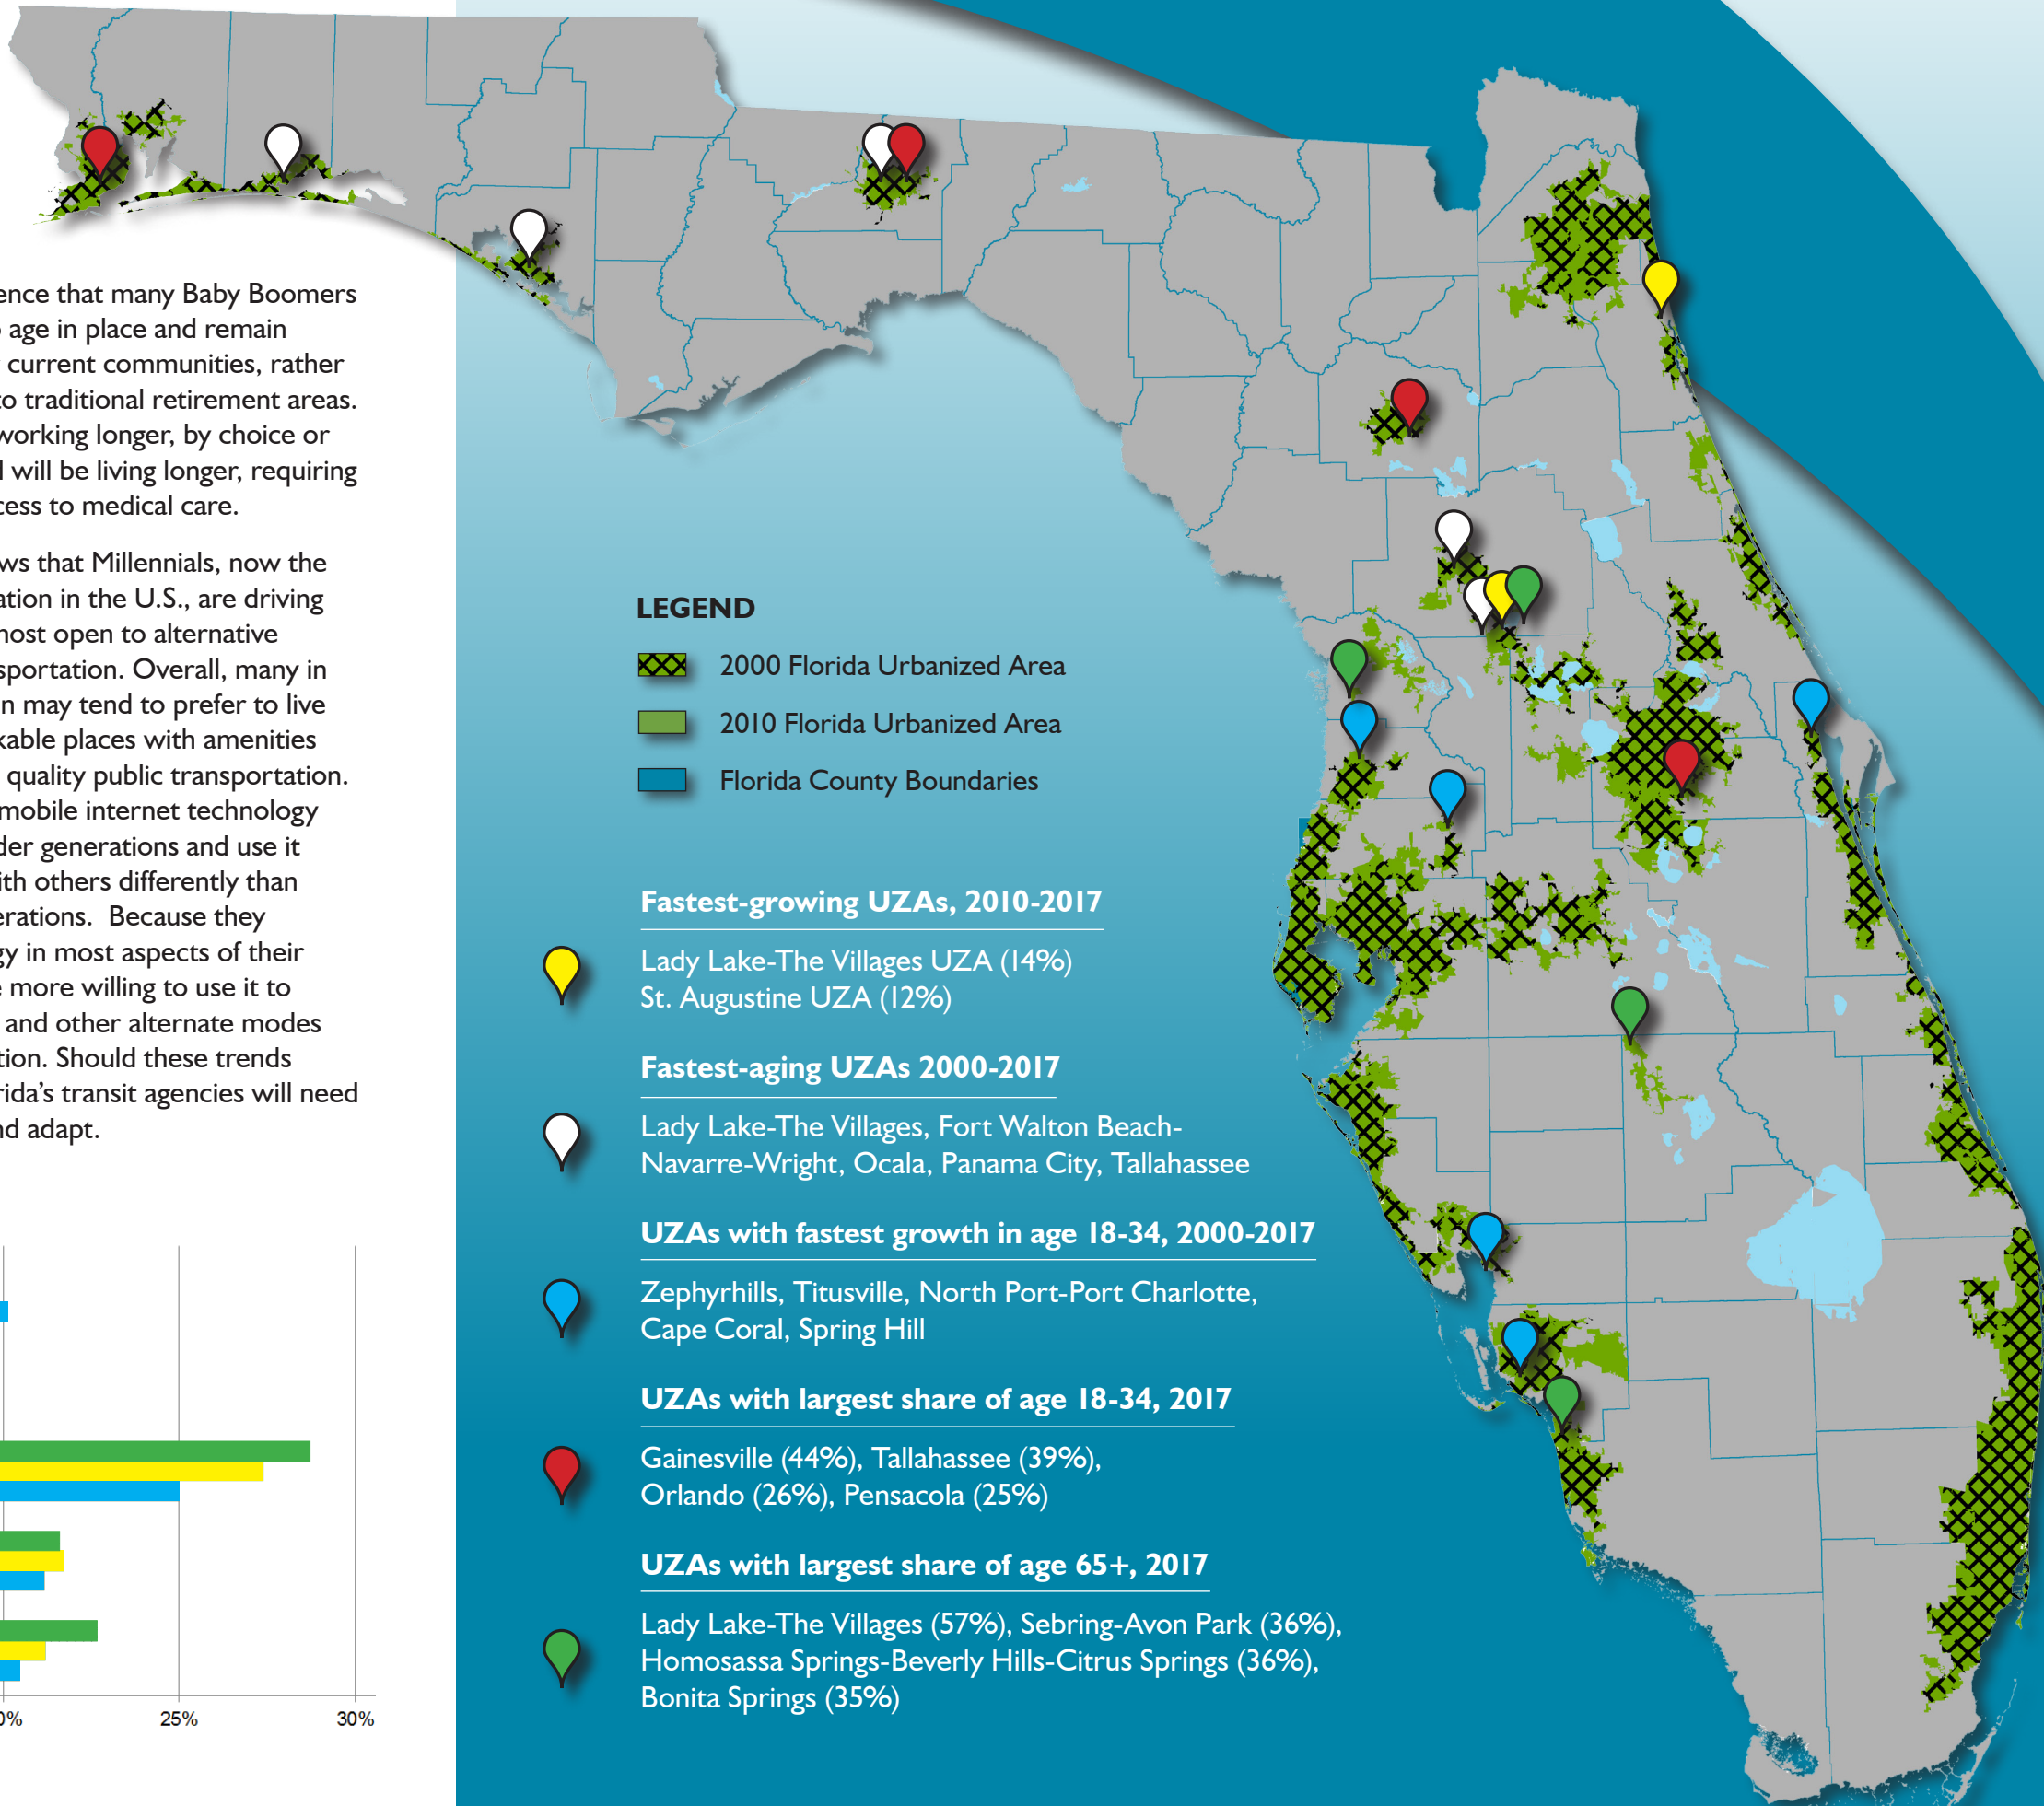 ence that many Baby Boomers
age in place and remain
current communities, rather
to traditional retirement areas.
working longer, by choice or
l will be living longer, requiring
cess to medical care.
ws that Millennials, now the
ation in the U.S., are driving
most open to alternative
sportation. Overall, many in
n may tend to prefer to live
kable places with amenities
quality public transportation.
mobile internet technology
der generations and use it
ith others differently than
erations. Because they
gy in most aspects of their
e more willing to use it to
and other alternate modes
tion. Should these trends
rida's transit agencies will need
nd adapt.
0%
25%
30%
LEGEND
2000 Florida Urbanized Area
2010 Florida Urbanized Area
Florida County Boundaries
Fastest-growing UZAs, 2010-2017
Lady Lake-The Villages UZA (14%)
St. Augustine UZA (12%)
Fastest-aging UZAs 2000-2017
Lady Lake-The Villages, Fort Walton Beach-
Navarre-Wright, Ocala, Panama City, Tallahassee
UZAs with fastest growth in age 18-34, 2000-2017
Zephyrhills, Titusville, North Port-Port Charlotte,
Cape Coral, Spring Hill
UZAs with largest share of age 18-34, 2017
Gainesville (44%), Tallahassee (39%),
Orlando (26%), Pensacola (25%)
UZAs with largest share of age 65+, 2017
Lady Lake-The Villages (57%), Sebring-Avon Park (36%),
Homosassa Springs-Beverly Hills-Citrus Springs (36%),
Bonita Springs (35%)